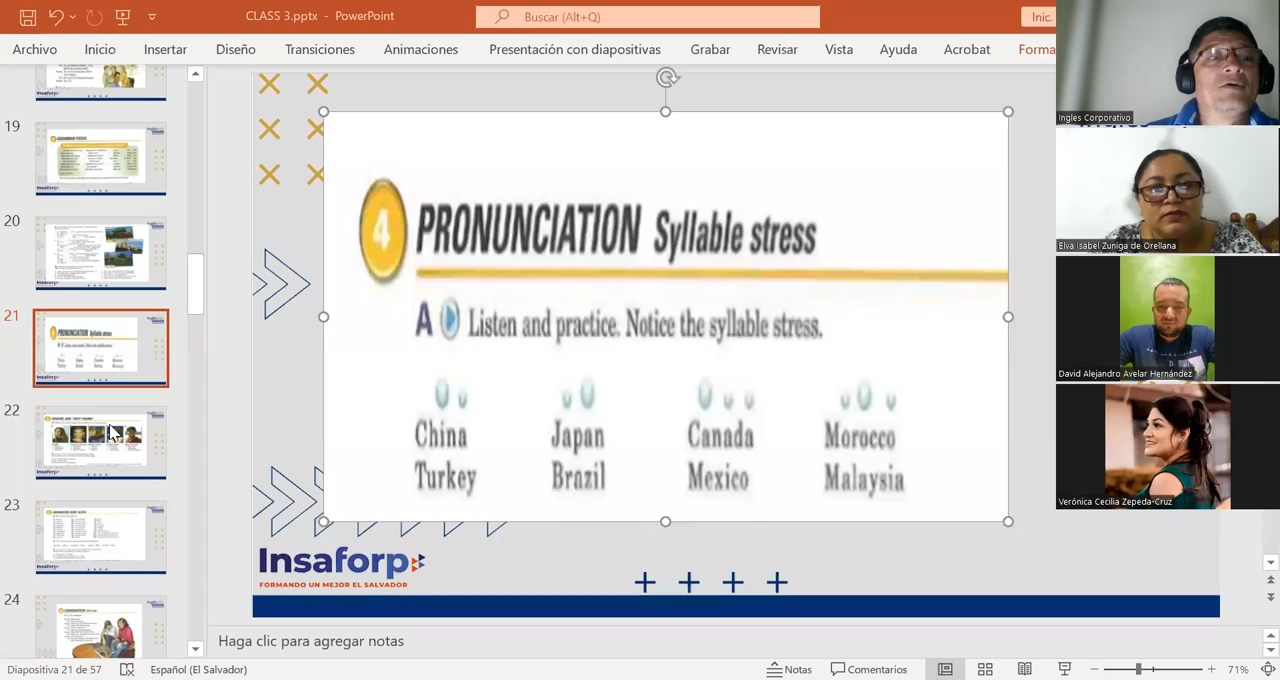 CLASS 3.pptx - PowerPoint
Buscar (Alt+Q)
Inic.
Archivo Inicio Insertar Diseño Transiciones Animaciones Presentación con diapositivas Grabar Revisar Vista Ayuda Acrobat Forma
19
20
21
PRONUNCIATION Syllable stress
22
23
24
4 PRONUNCIATION Syllable stress
A Listen and practice. Notice the syllable stress.
China Japan Canada Morocco
Turkey Brazil Mexico Malaysia
Insaforp
FORMANDO UN MEJOR EL SALVADOR
Ingles Corporativo
Elva Isabel Zuniga de Orellana
David Alejandro Avelar Hernández
Verónica Cecilia Zepeda-Cruz
Haga clic para agregar notas
Diapositiva 21 de 57 Español (El Salvador) Notas Comentarios 71%